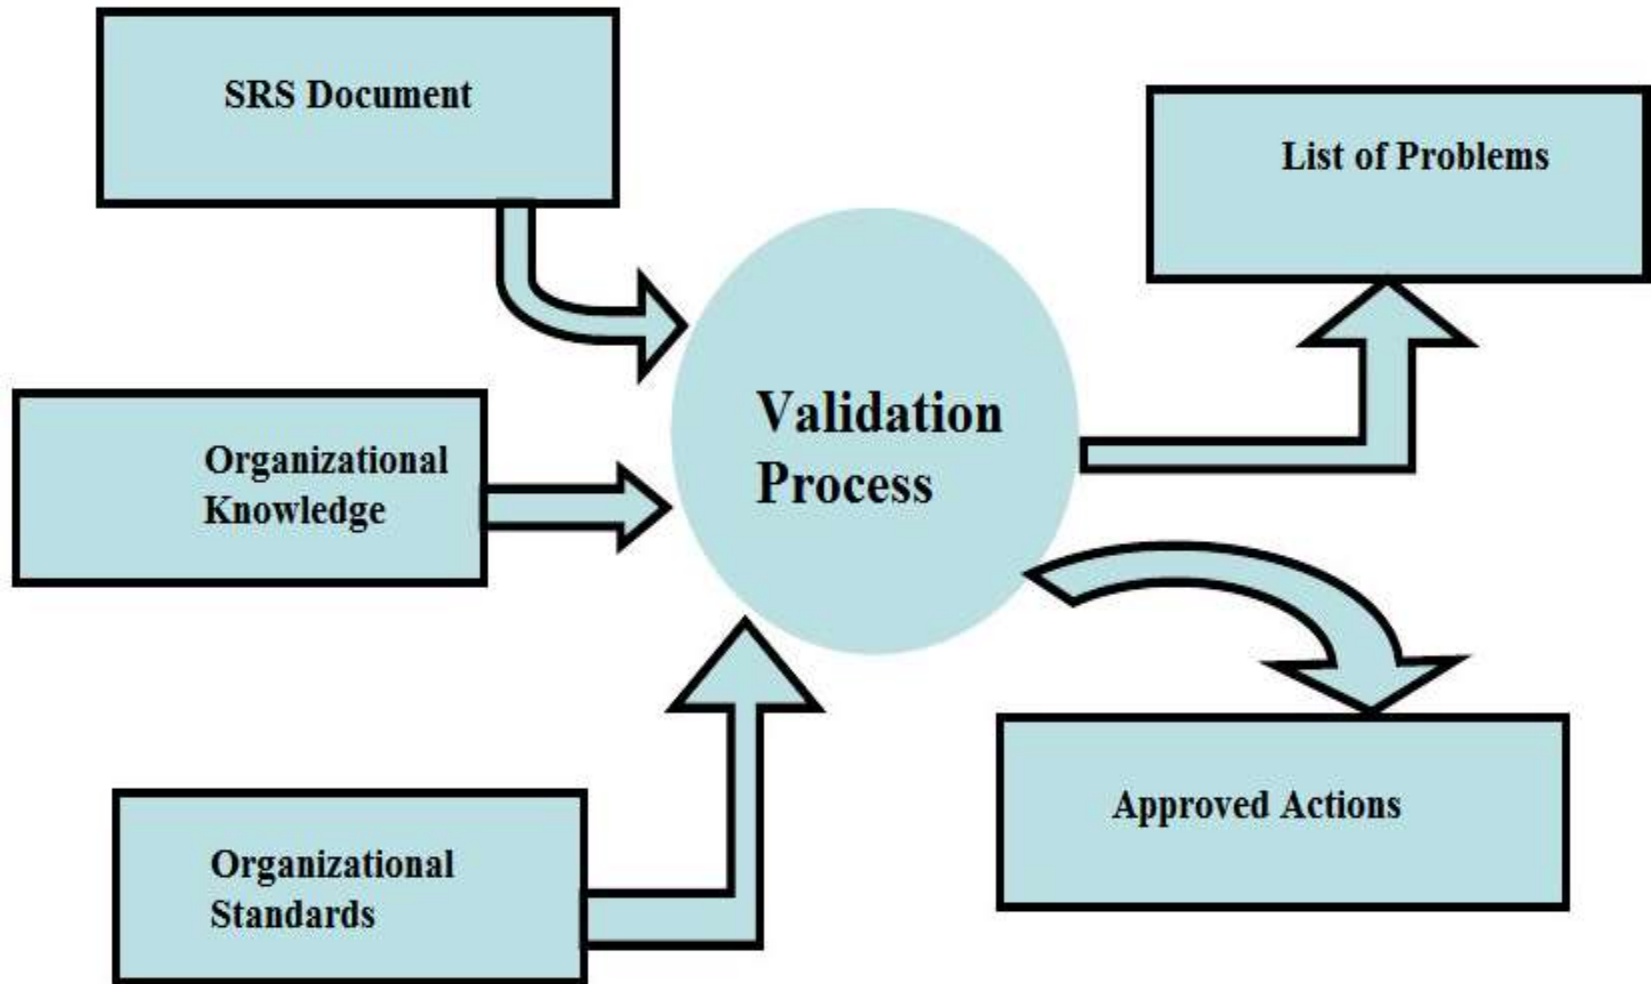 SRS Document
List of Problems
Validation
Process
Organizational
Knowledge
Approved Actions
Organizational
Standards